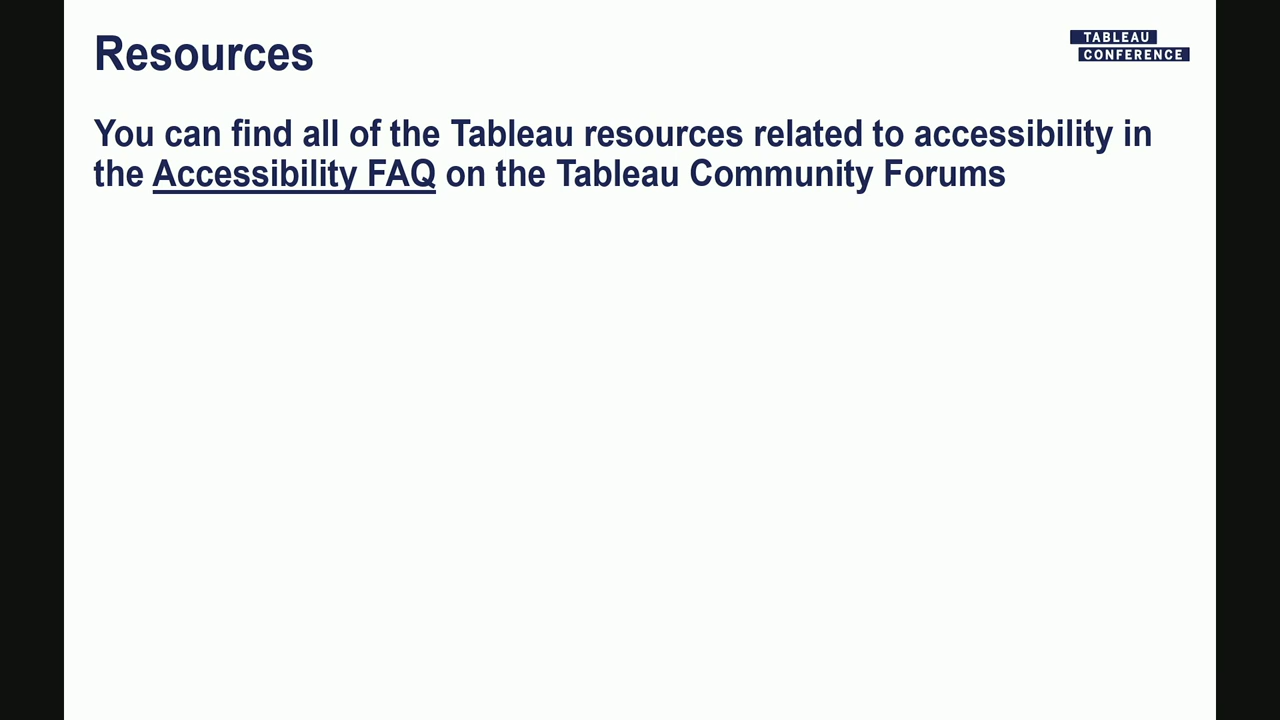 Resources
TABLEAU
CONFERENCE
You can find all of the Tableau resources related to accessibility in
the Accessibility FAQ on the Tableau Community Forums